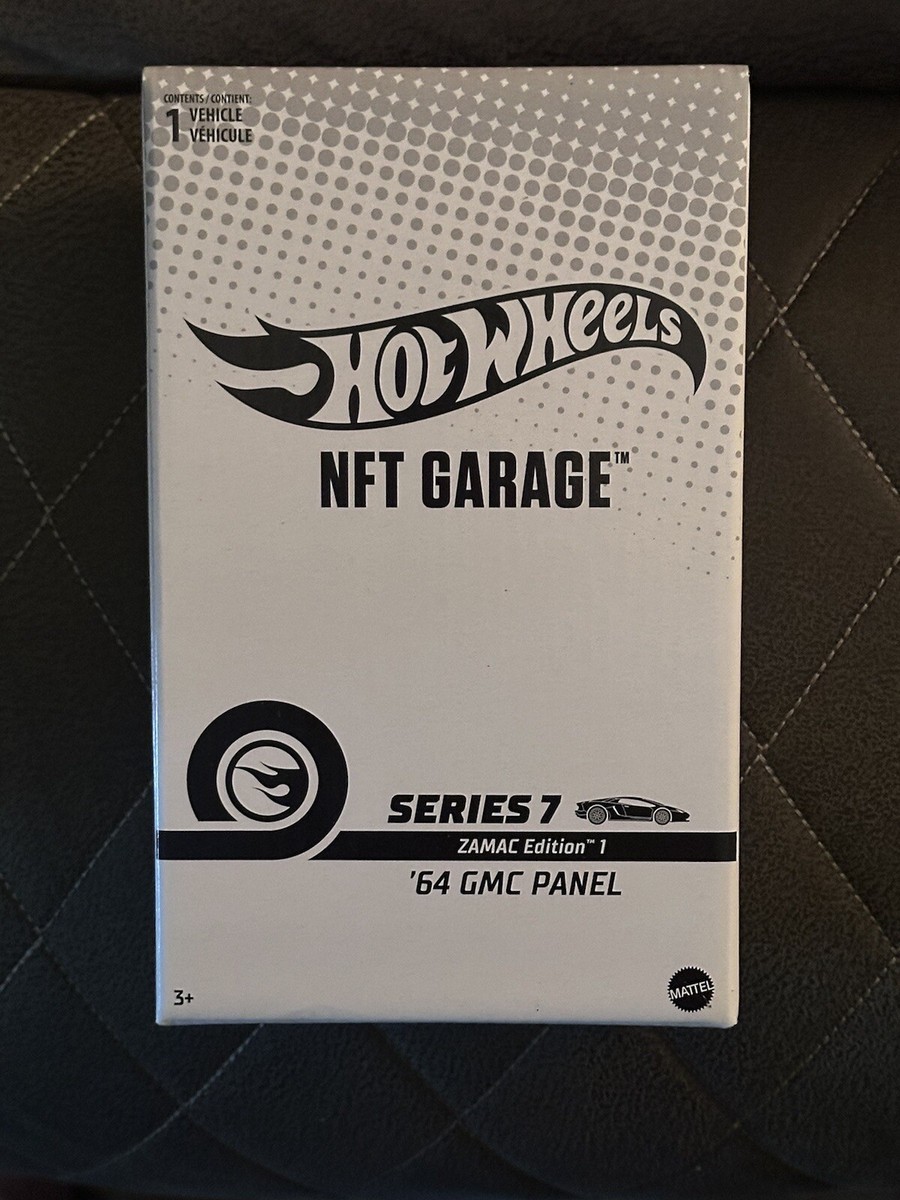 CONTENTS / CONTIENT:
1 VEHICLE
VÉHICULE
HOT WHEELS
NFT GARAGE™
SERIES 7
ZAMAC Edition™ 1
'64 GMC PANEL
3+
MATTEL